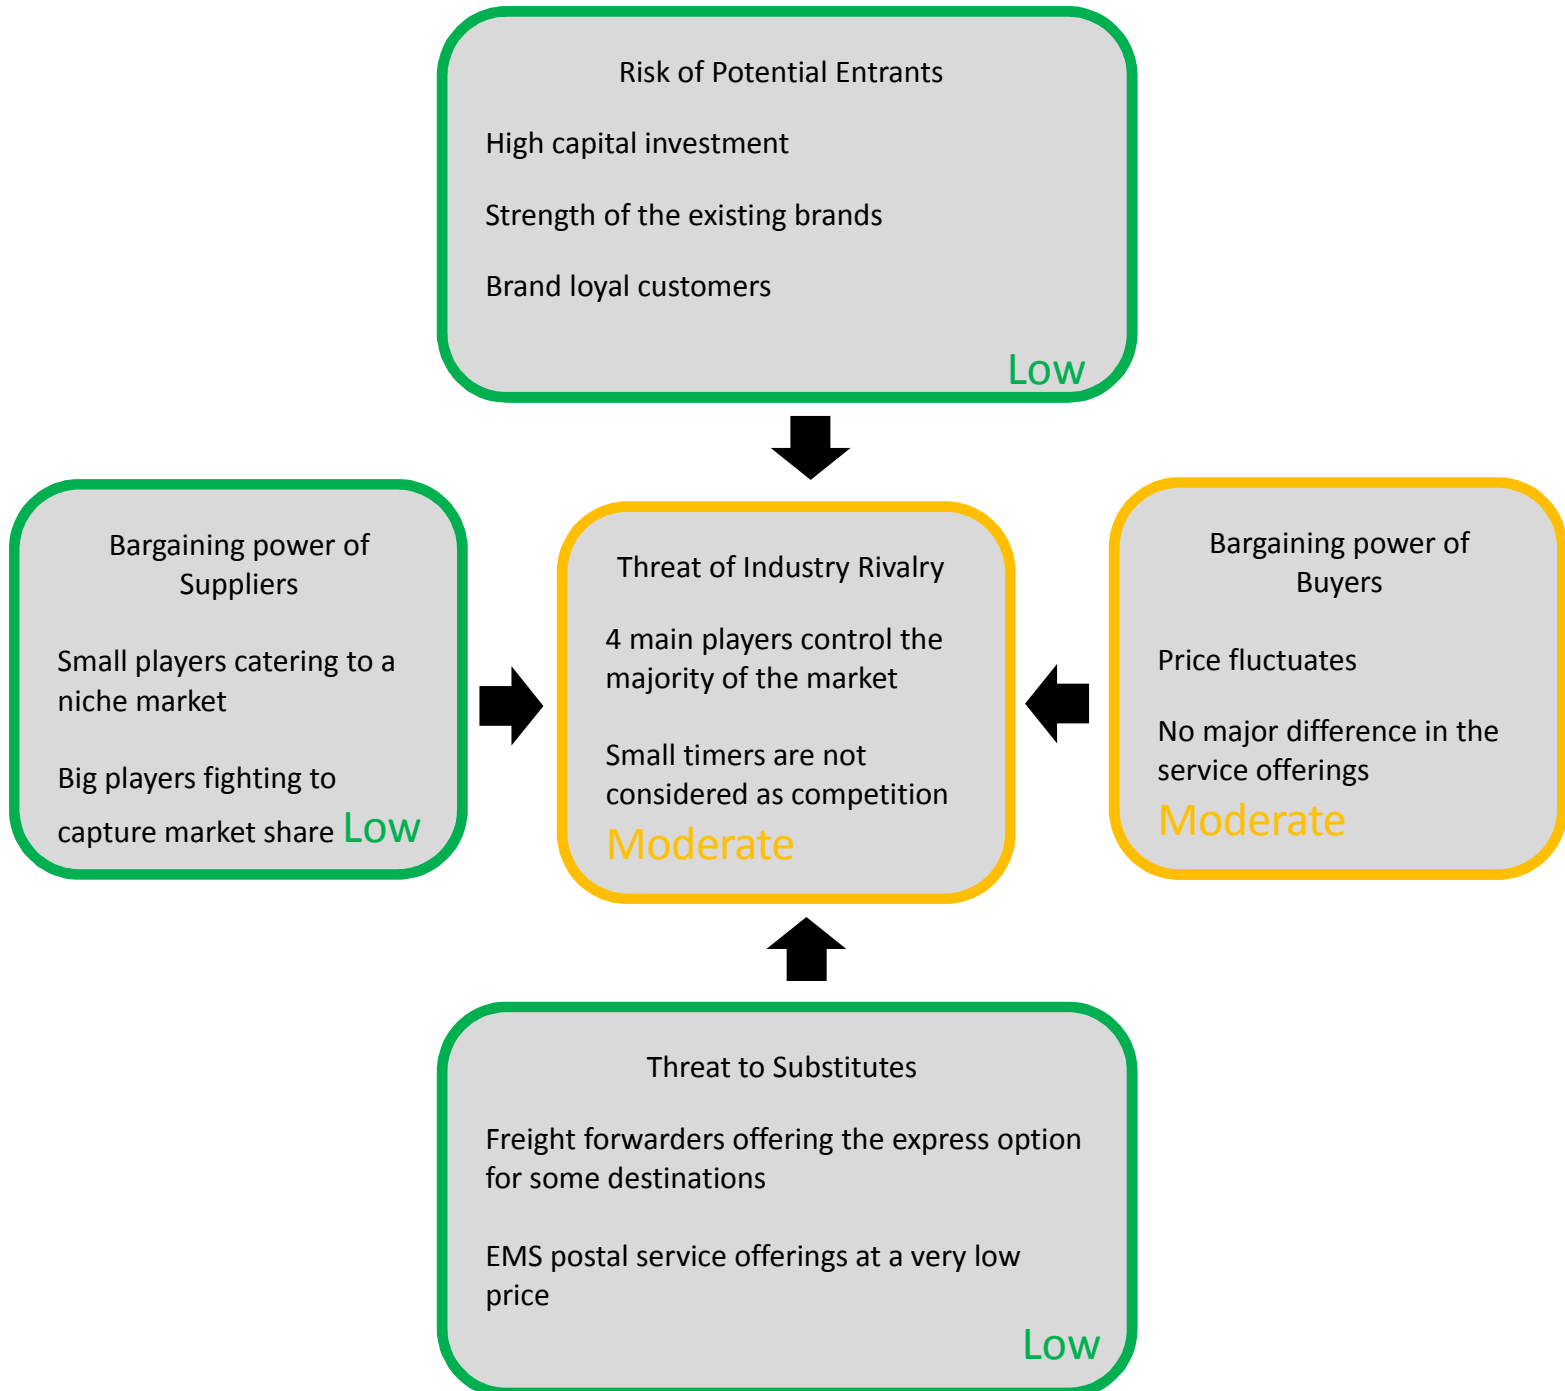 Risk of Potential Entrants
High capital investment
Strength of the existing brands
Brand loyal customers
Low
Bargaining power of
Suppliers
Small players catering to a
niche market
Big players fighting to
capture market share Low
Threat of Industry Rivalry
4 main players control the
majority of the market
Small timers are not
considered as competition
Moderate
Bargaining power of
Buyers
Price fluctuates
No major difference in the
service offerings
Moderate
Threat to Substitutes
Freight forwarders offering the express option
for some destinations
EMS postal service offerings at a very low
price
Low